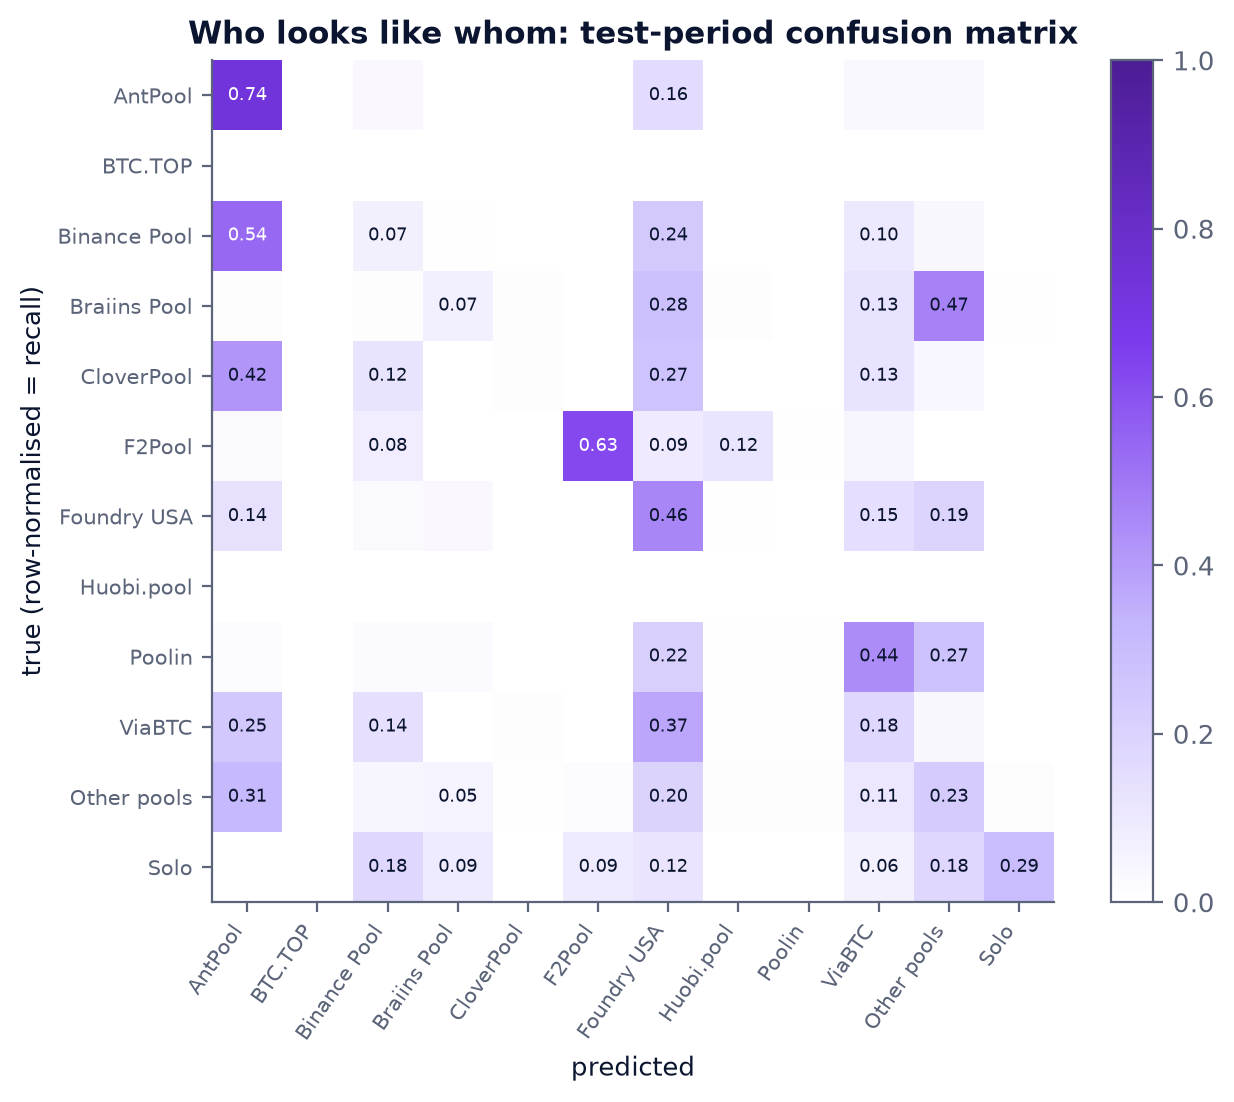 Who looks like whom: test-period confusion matrix
true (row-normalised = recall)
AntPool 0.74 0.16
BTC.TOP
Binance Pool 0.54 0.07 0.24 0.10
Braiins Pool 0.07 0.28 0.13 0.47
CloverPool 0.42 0.12 0.27 0.13
F2Pool 0.08 0.63 0.09 0.12
Foundry USA 0.14 0.46 0.15 0.19
Huobi.pool
Poolin 0.22 0.44 0.27
ViaBTC 0.25 0.14 0.37 0.18
Other pools 0.31 0.05 0.20 0.11 0.23
Solo 0.18 0.09 0.09 0.12 0.06 0.18 0.29
AntPool
BTC.TOP
Binance Pool
Braiins Pool
CloverPool
F2Pool
Foundry USA
Huobi.pool
Poolin
ViaBTC
Other pools
Solo
predicted
1.0
0.8
0.6
0.4
0.2
0.0